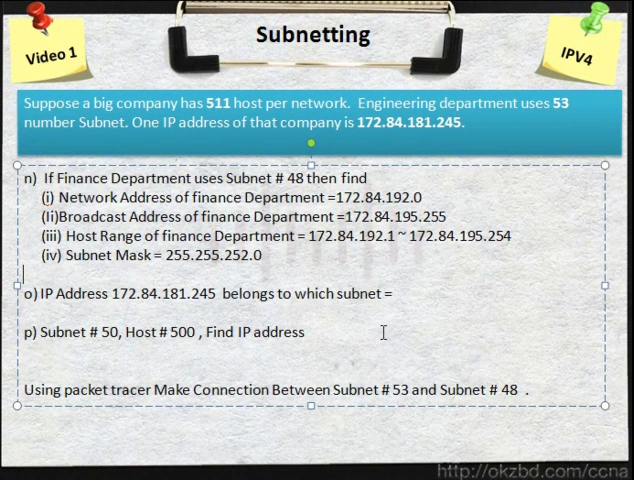 Subnetting
Video 1
IPV4
Suppose a big company has 511 host per network. Engineering department uses 53
number Subnet. One IP address of that company is 172.84.181.245.
n) If Finance Department uses Subnet # 48 then find
(i) Network Address of finance Department =172.84.192.0
(Ii)Broadcast Address of finance Department =172.84.195.255
(iii) Host Range of finance Department = 172.84.192.1 ~ 172.84.195.254
(iv) Subnet Mask = 255.255.252.0
o) IP Address 172.84.181.245 belongs to which subnet =
p) Subnet # 50, Host # 500 , Find IP address
Using packet tracer Make Connection Between Subnet # 53 and Subnet # 48 .
http://okzbd.com/ccna